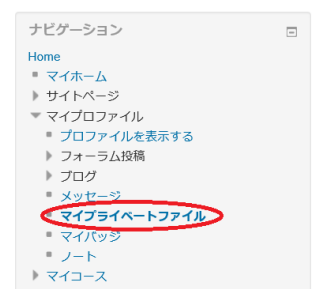 ナビゲーション
Home
マイホーム
サイトページ
マイプロファイル
プロファイルを表示する
フォーラム投稿
ブログ
メッセージ
マイプライベートファイル
マイバッジ
ノート
マイコース